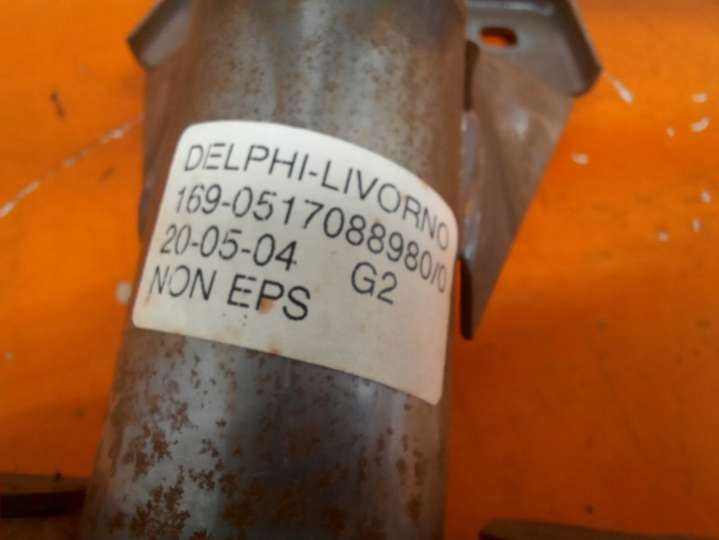 DELPHI-LIVORNO
169-0517088980/0
20-05-04 G2
NON EPS